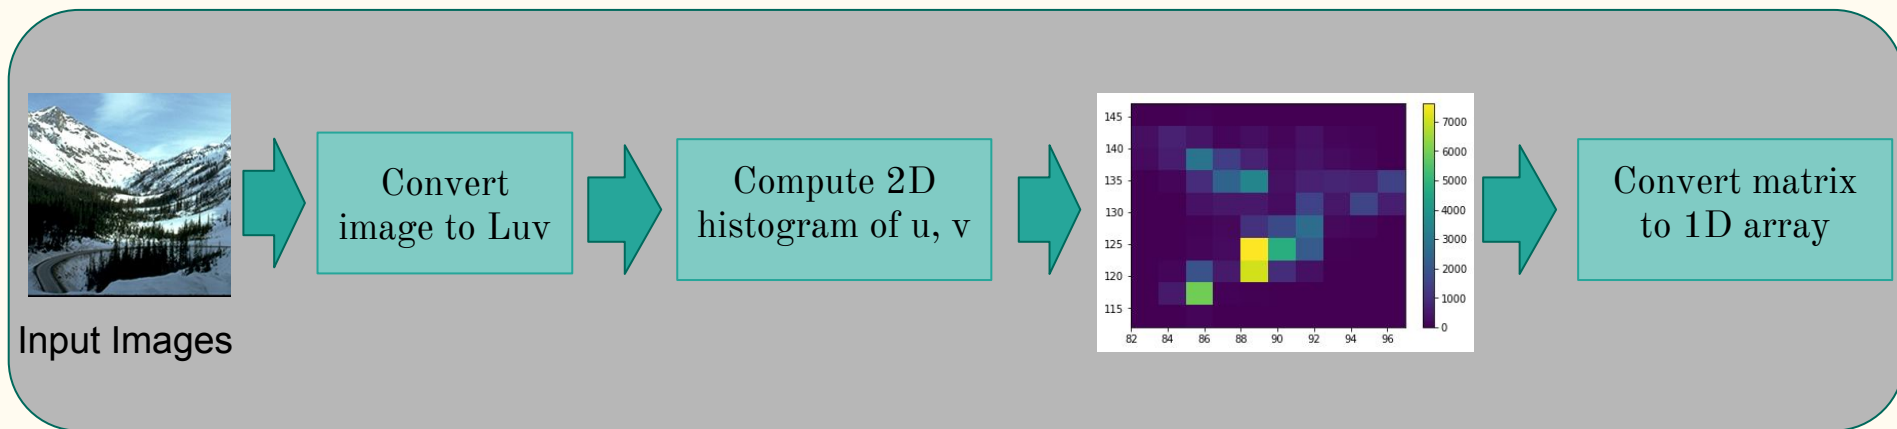 Input Images
Convert
image to Luv
Compute 2D
histogram of u, v
145
140
135
130
125
120
115
82 84 86 88 90 92 94 96
7000
6000
5000
4000
3000
2000
1000
0
Convert matrix
to 1D array